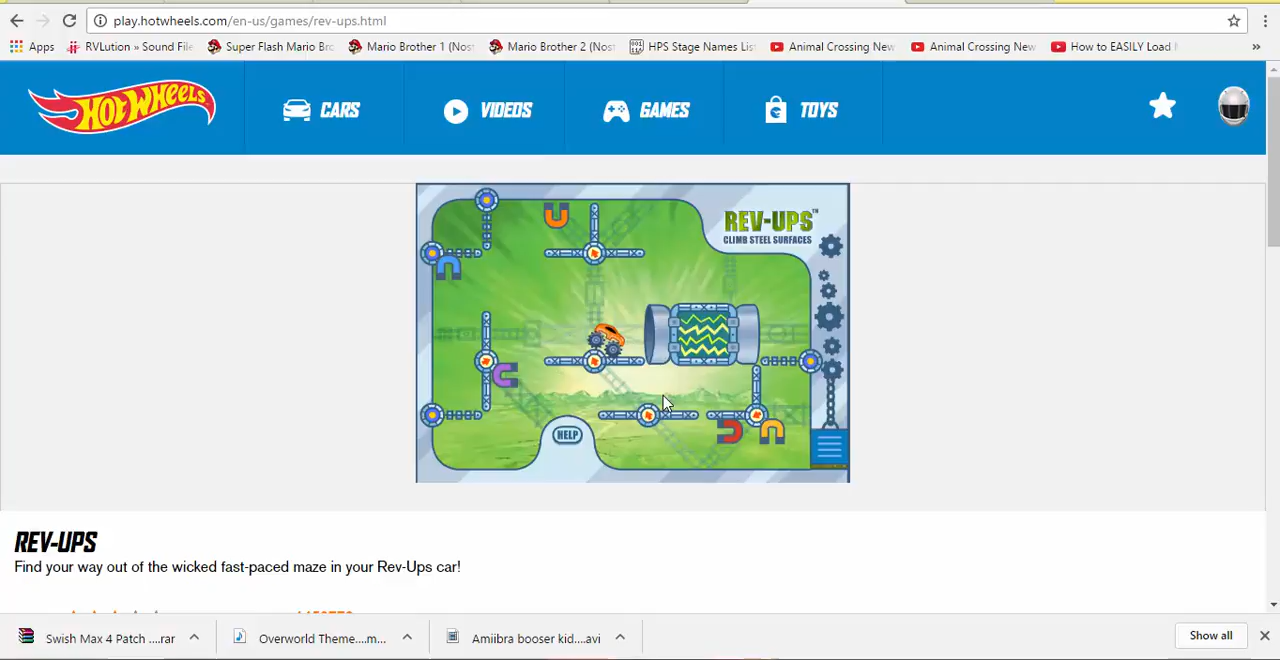 play.hotwheels.com/en-us/games/rev-ups.html
Apps RVLution » Sound File Super Flash Mario Bro Mario Brother 1 (Nos Mario Brother 2 (Nos HPS Stage Names Lis Animal Crossing New Animal Crossing New How to EASILY Load »
HOT WHEELS CARS VIDEOS GAMES TOYS
REV-UPS™
CLIMB STEEL SURFACES
HELP
REV-UPS
Find your way out of the wicked fast-paced maze in your Rev-Ups car!
Swish Max 4 Patch ....rar Overworld Theme....m... Amiibra booser kid....avi Show all